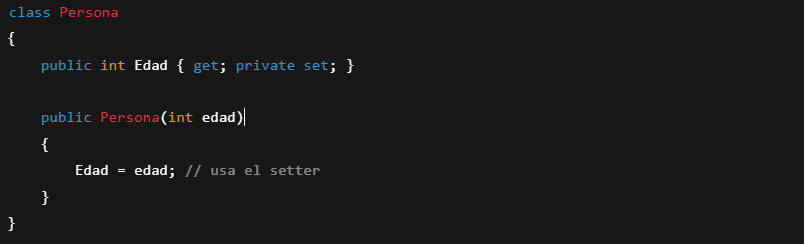 class Persona
{
    public int Edad { get; private set; }
    public Persona(int edad)
    {
        Edad = edad; // usa el setter
    }
}